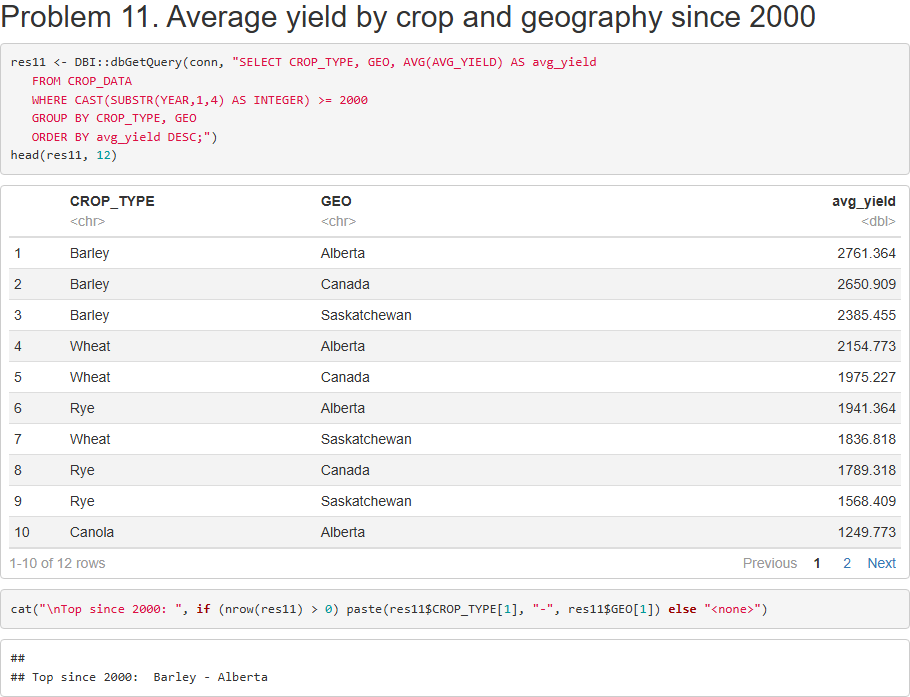 Problem 11. Average yield by crop and geography since 2000
res11 <- DBI::dbGetQuery(conn, "SELECT CROP_TYPE, GEO, AVG(AVG_YIELD) AS avg_yield
FROM CROP_DATA
WHERE CAST(SUBSTR(YEAR,1,4) AS INTEGER) >= 2000
GROUP BY CROP_TYPE, GEO
ORDER BY avg_yield DESC;")
head(res11, 12)
CROP_TYPE GEO avg_yield
<chr> <chr> <dbl>
1 Barley Alberta 2761.364
2 Barley Canada 2650.909
3 Barley Saskatchewan 2385.455
4 Wheat Alberta 2154.773
5 Wheat Canada 1975.227
6 Rye Alberta 1941.364
7 Wheat Saskatchewan 1836.818
8 Rye Canada 1789.318
9 Rye Saskatchewan 1568.409
10 Canola Alberta 1249.773
1-10 of 12 rows Previous 1 2 Next
cat("\nTop since 2000: ", if (nrow(res11) > 0) paste(res11$CROP_TYPE[1], "-", res11$GEO[1]) else "<none>")
##
## Top since 2000:  Barley - Alberta